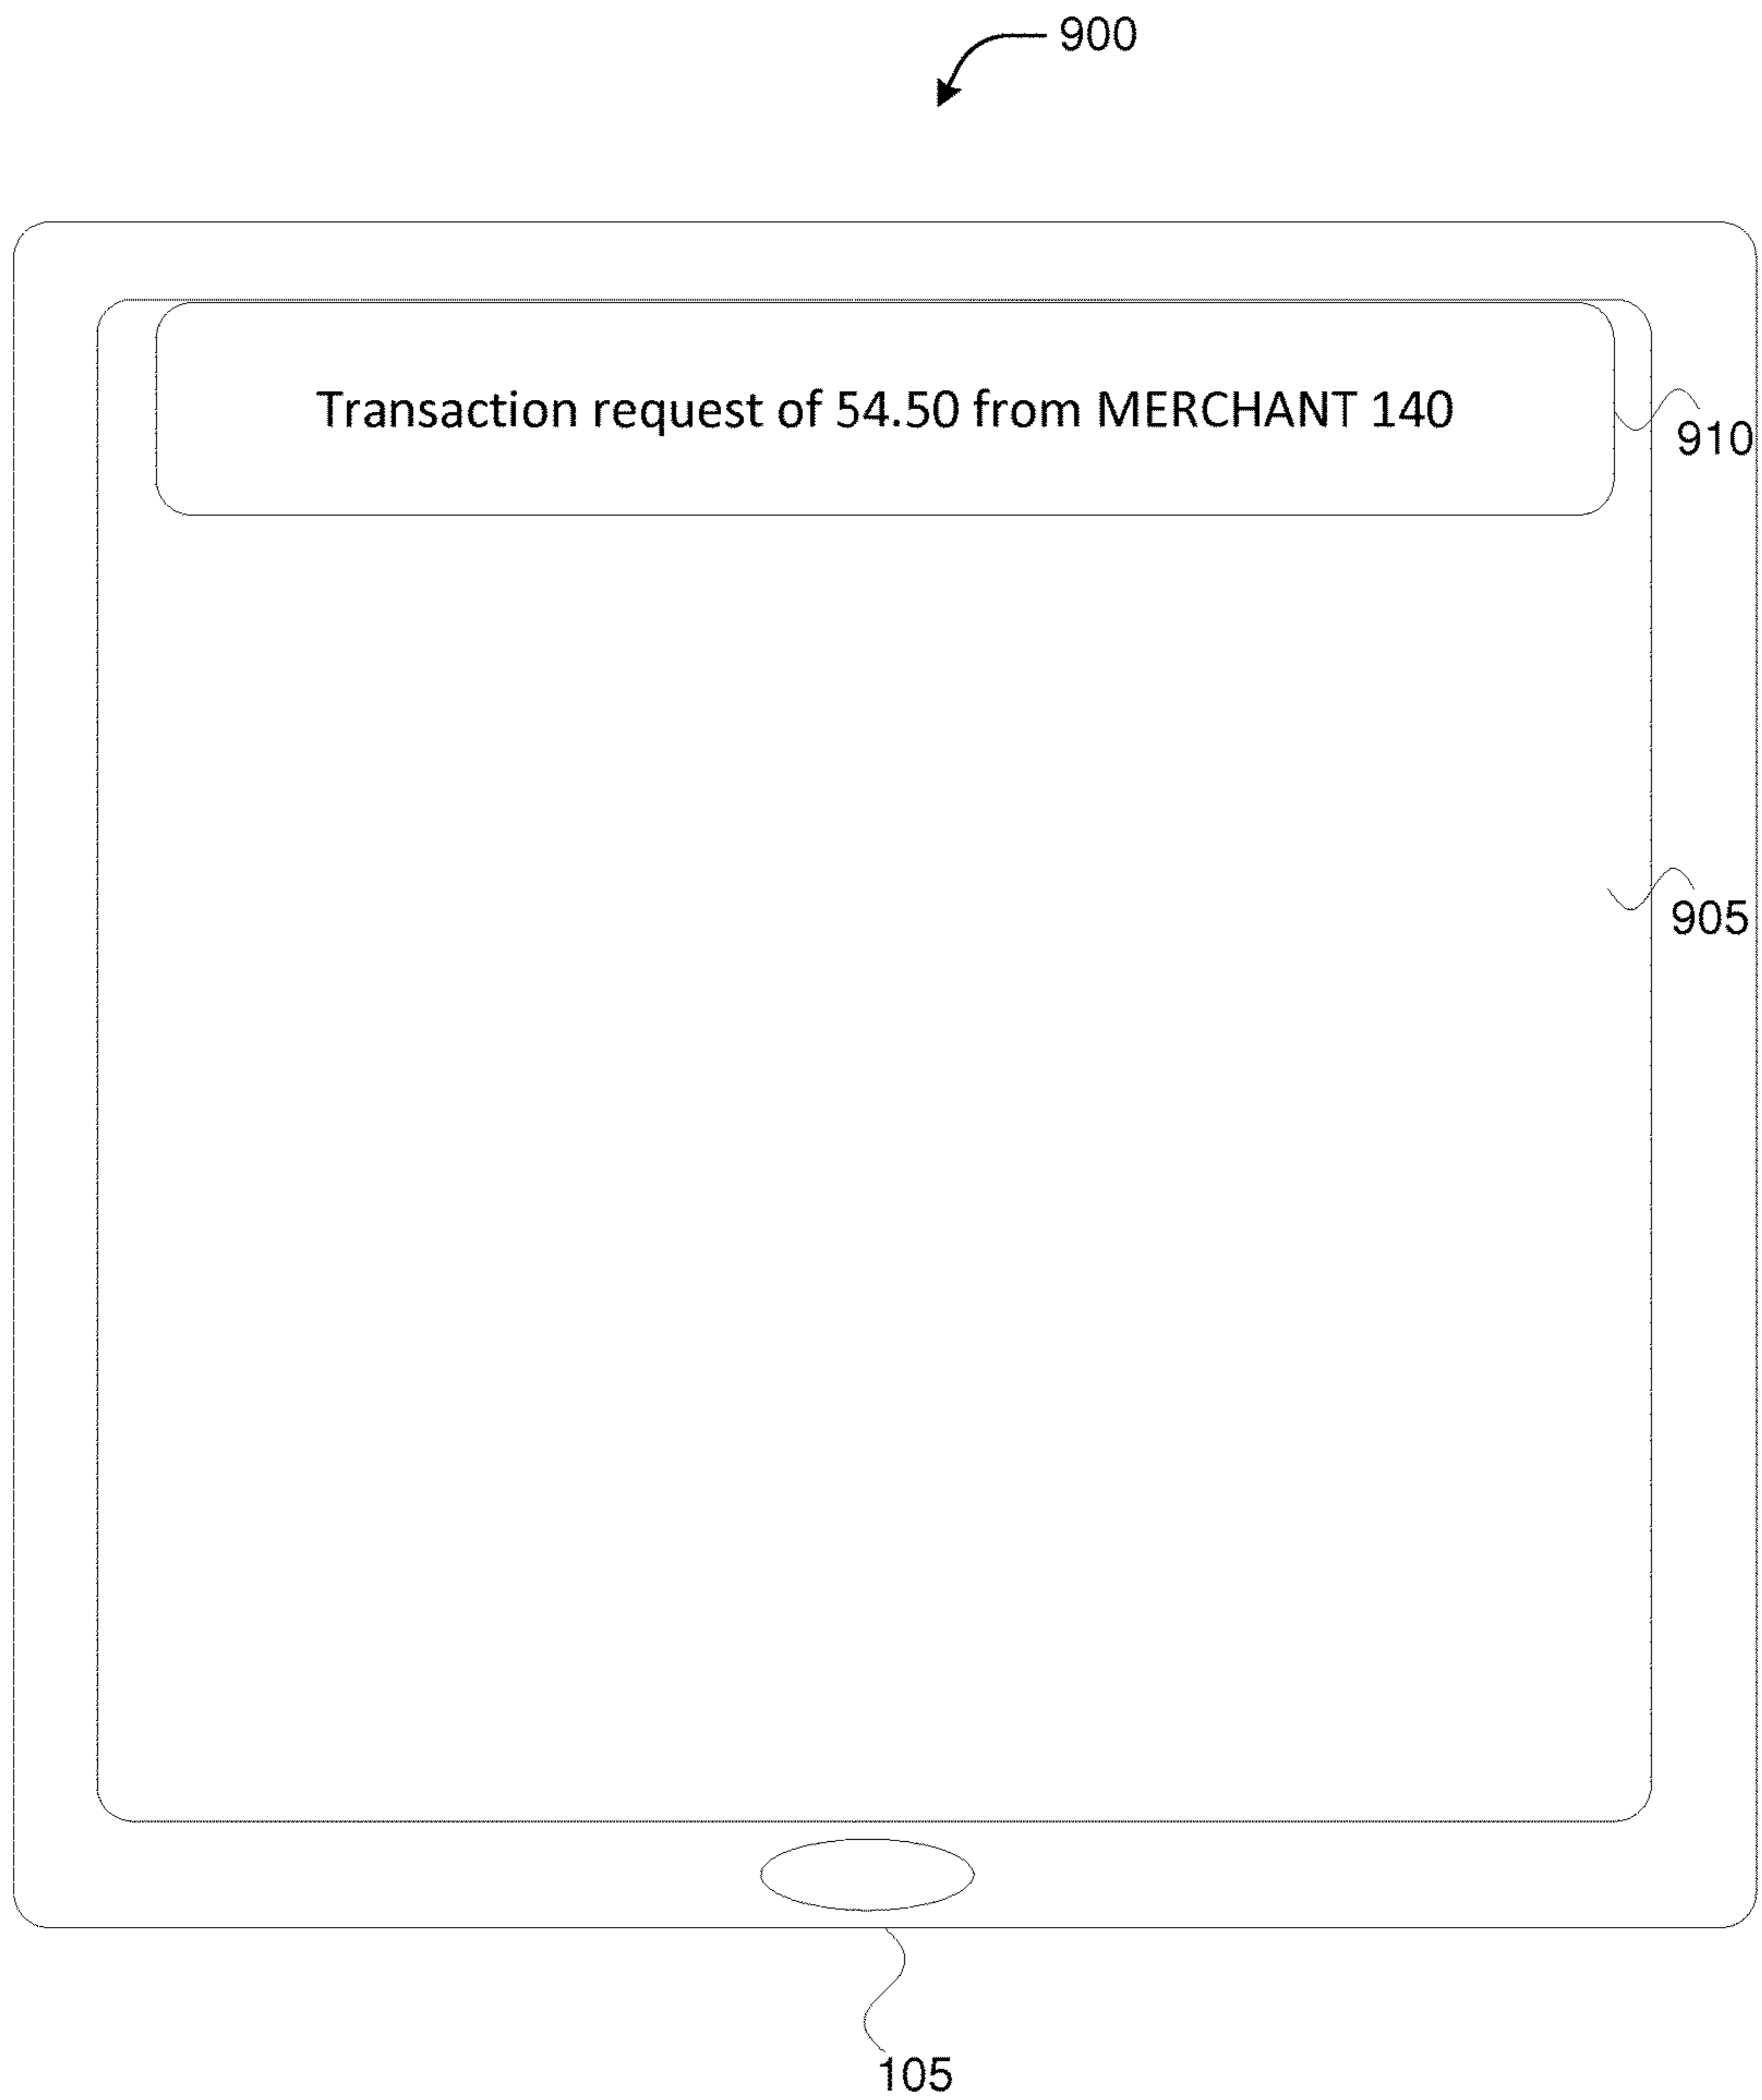 900
Transaction request of 54.50 from MERCHANT 140
910
905
105